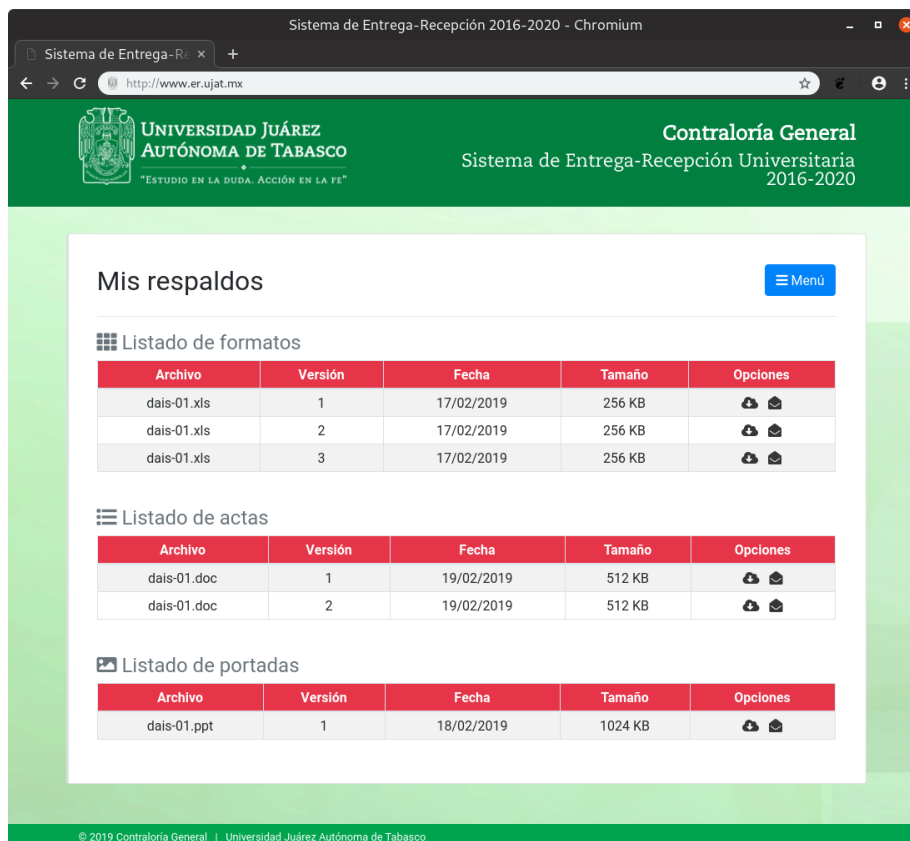 Sistema de Entrega-Recepción 2016-2020 - Chromium
Sistema de Entrega-Re
http://www.er.ujat.mx
Universidad Juárez
Autónoma de Tabasco
"Estudio en la duda. Acción en la fe"
Contraloría General
Sistema de Entrega-Recepción Universitaria
2016-2020
Mis respaldos
Menú
Listado de formatos
Archivo Versión Fecha Tamaño Opciones
dais-01.xls 1 17/02/2019 256 KB
dais-01.xls 2 17/02/2019 256 KB
dais-01.xls 3 17/02/2019 256 KB
Listado de actas
Archivo Versión Fecha Tamaño Opciones
dais-01.doc 1 19/02/2019 512 KB
dais-01.doc 2 19/02/2019 512 KB
Listado de portadas
Archivo Versión Fecha Tamaño Opciones
dais-01.ppt 1 18/02/2019 1024 KB
© 2019 Contraloría General | Universidad Juárez Autónoma de Tabasco